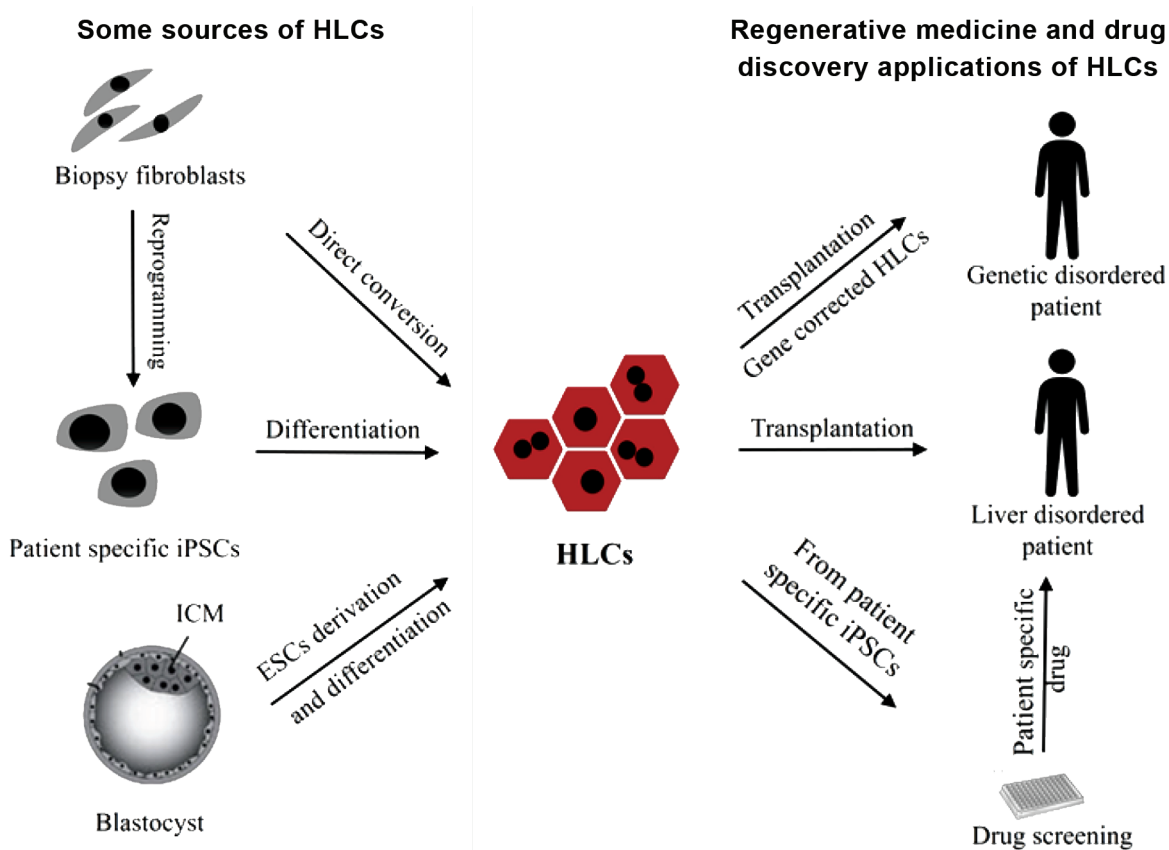 Some sources of HLCs
Biopsy fibroblasts
Reprogramming
Direct conversion
Patient specific iPSCs
Differentiation
ICM
ESCs derivation
and differentiation
Blastocyst
HLCs
Regenerative medicine and drug
discovery applications of HLCs
Transplantation
Gene corrected HLCs
Genetic disordered
patient
Transplantation
Liver disordered
patient
From patient
specific iPSCs
Patient specific
drug
Drug screening